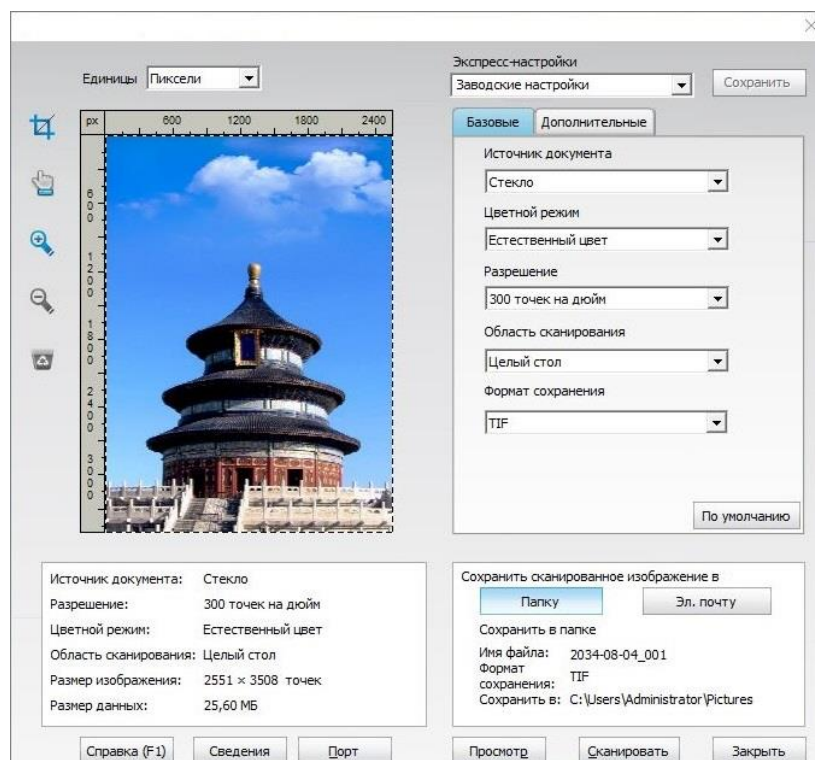 Единицы Пиксели
Экспресс-настройки
Заводские настройки
Сохранить
px 600 1200 1800 2400
600
1200
1800
2400
3000
Базовые Дополнительные
Источник документа
Стекло
Цветной режим
Естественный цвет
Разрешение
300 точек на дюйм
Область сканирования
Целый стол
Формат сохранения
TIF
По умолчанию
Источник документа: Стекло
Разрешение: 300 точек на дюйм
Цветной режим: Естественный цвет
Область сканирования: Целый стол
Размер изображения: 2551 × 3508 точек
Размер данных: 25,60 МБ
Сохранить сканированное изображение в
Папку Эл. почту
Сохранить в папке
Имя файла: 2034-08-04_001
Формат
сохранения: TIF
Сохранить в: C:\Users\Administrator\Pictures
Справка (F1) Сведения Порт Просмотр Сканировать Закрыть